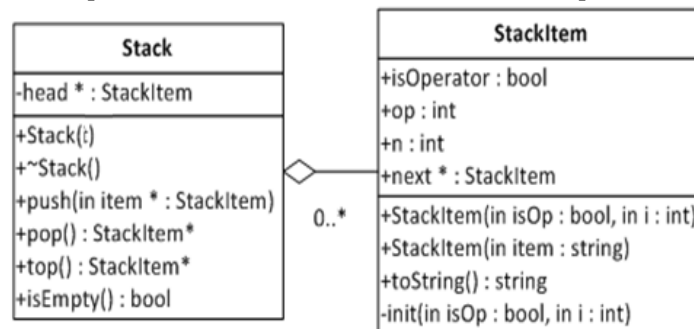 Stack
-head * : StackItem
+Stack()
+~Stack()
+push(in item * : StackItem)
+pop() : StackItem*
+top() : StackItem*
+isEmpty() : bool
0..*
StackItem
+isOperator : bool
+op : int
+n : int
+next * : StackItem
+StackItem(in isOp : bool, in i : int)
+StackItem(in item : string)
+toString() : string
-init(in isOp : bool, in i : int)